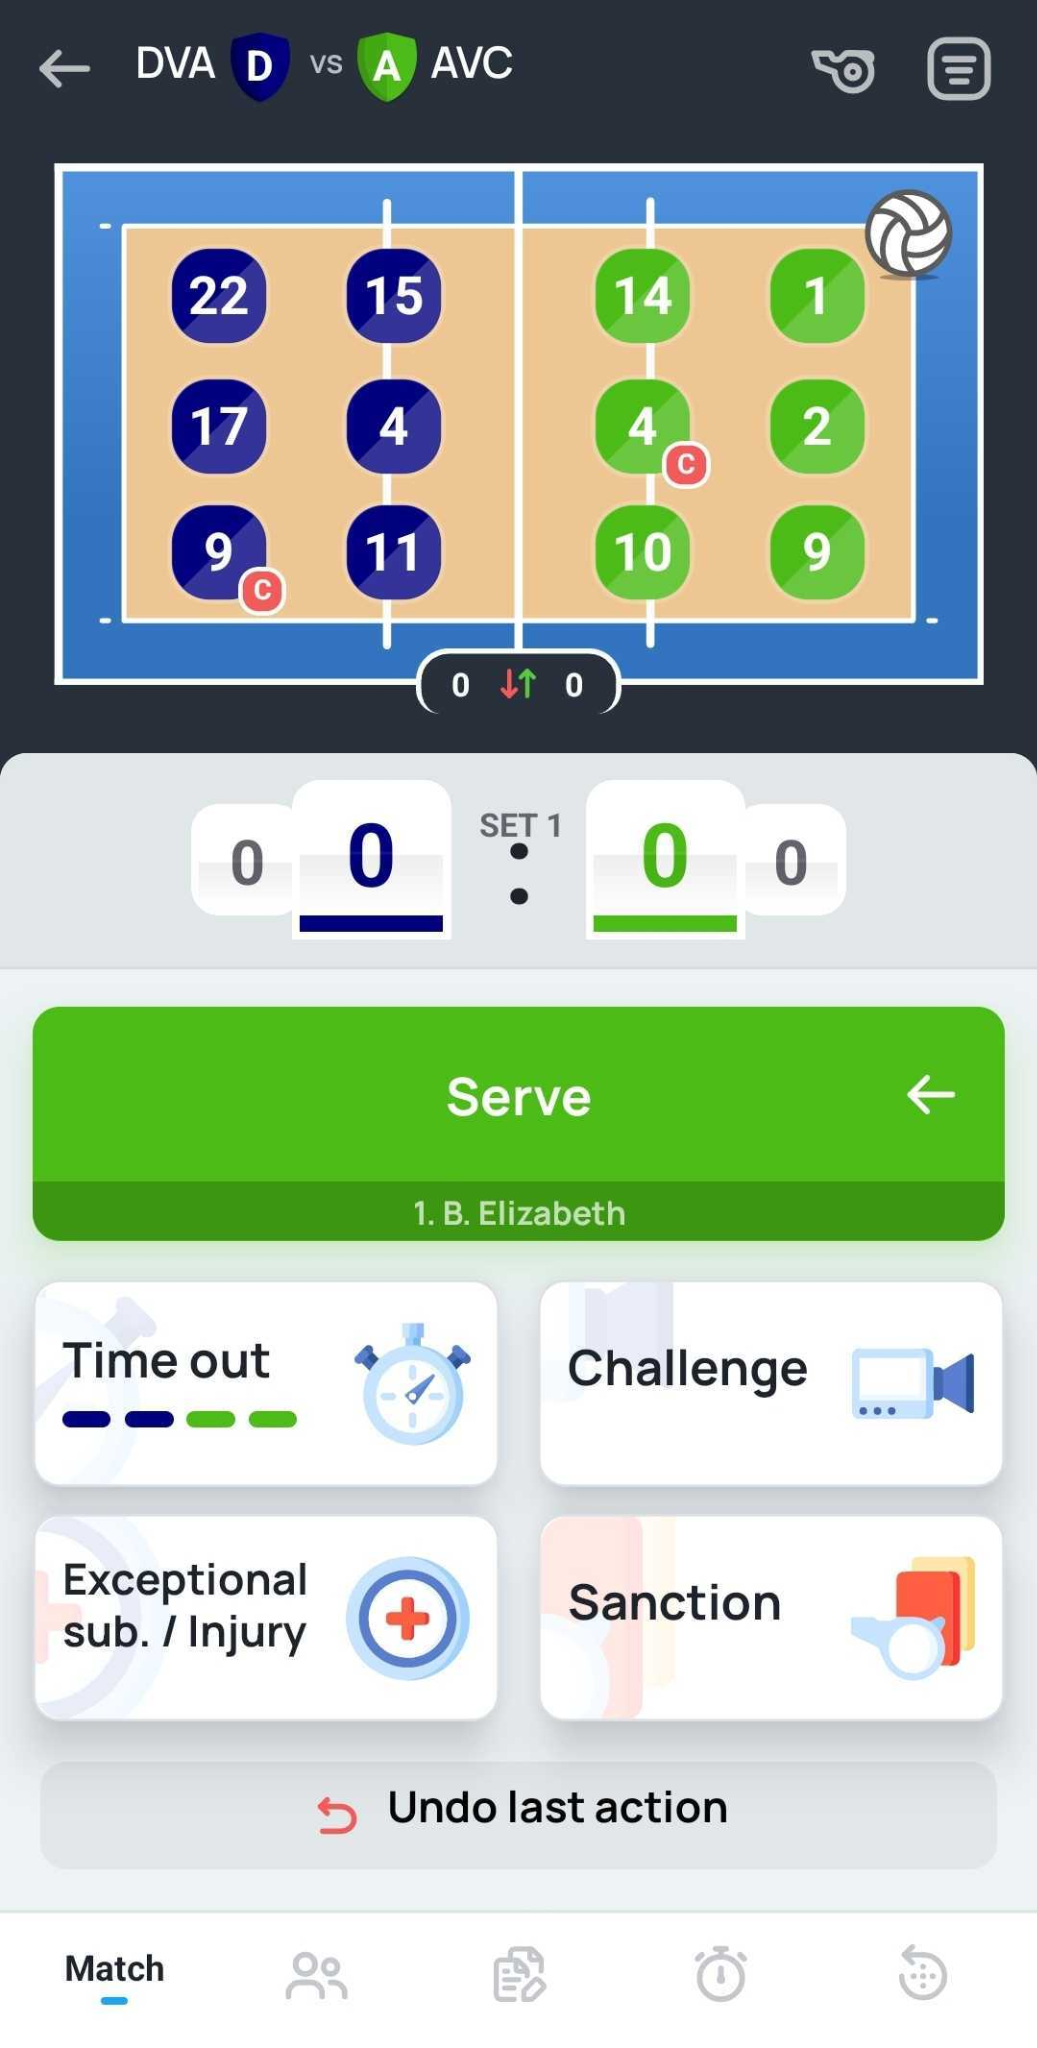 DVA D vs A AVC
22 15 14 1
17 4 4 2
C
9 11 10 9
C
0 0
SET 1
0 0 : 0 0
Serve
1. B. Elizabeth
Time out
Challenge
Exceptional
sub. / Injury
Sanction
Undo last action
Match